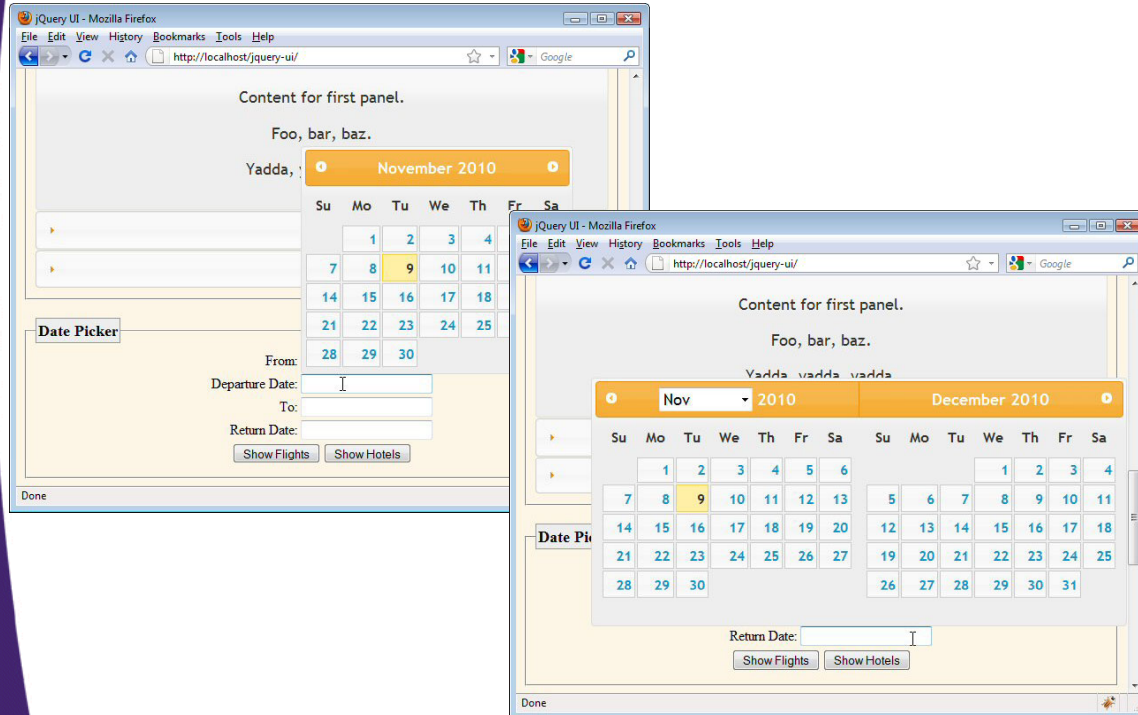 jQuery UI - Mozilla Firefox
File Edit View History Bookmarks Tools Help
http://localhost/jquery-ui/
Google
Content for first panel.
Foo, bar, baz.
Yadda,
November 2010
Su Mo Tu We Th Fr Sa
1 2 3 4
7 8 9 10 11
14 15 16 17 18
21 22 23 24 25
28 29 30
Date Picker
From:
Departure Date:
To:
Return Date:
Show Flights Show Hotels
Done
jQuery UI - Mozilla Firefox
File Edit View History Bookmarks Tools Help
http://localhost/jquery-ui/
Google
Content for first panel.
Foo, bar, baz.
Yadda, yadda, yadda
Nov 2010 December 2010
Su Mo Tu We Th Fr Sa Su Mo Tu We Th Fr Sa
1 2 3 4 5 6 1 2 3 4
7 8 9 10 11 12 13 5 6 7 8 9 10 11
14 15 16 17 18 19 20 12 13 14 15 16 17 18
21 22 23 24 25 26 27 19 20 21 22 23 24 25
28 29 30 26 27 28 29 30 31
Date Pi
Return Date:
Show Flights Show Hotels
Done